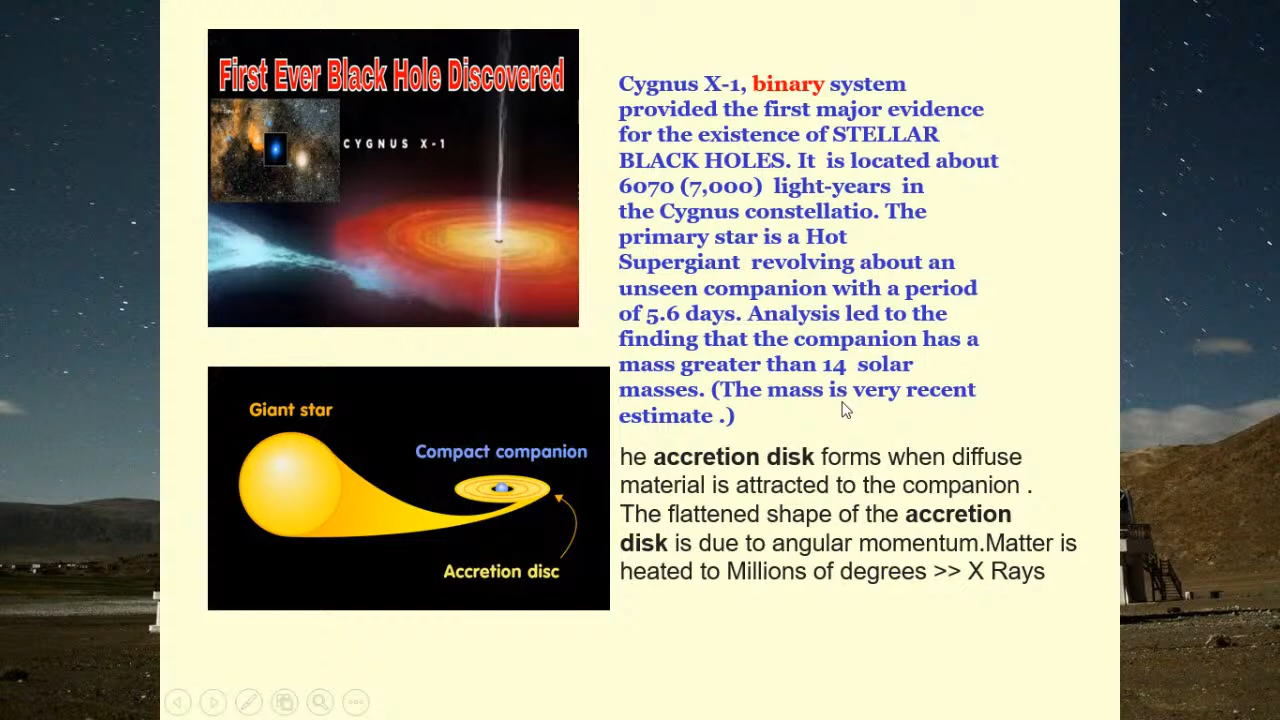 First Ever Black Hole Discovered
CYGNUS X-1
Cygnus X-1, binary system
provided the first major evidence
for the existence of STELLAR
BLACK HOLES. It is located about
6070 (7,000) light-years in
the Cygnus constellatio. The
primary star is a Hot
Supergiant revolving about an
unseen companion with a period
of 5.6 days. Analysis led to the
finding that the companion has a
mass greater than 14 solar
masses. (The mass is very recent
estimate .)
Giant star
Compact companion
Accretion disc
he accretion disk forms when diffuse
material is attracted to the companion .
The flattened shape of the accretion
disk is due to angular momentum.Matter is
heated to Millions of degrees >> X Rays